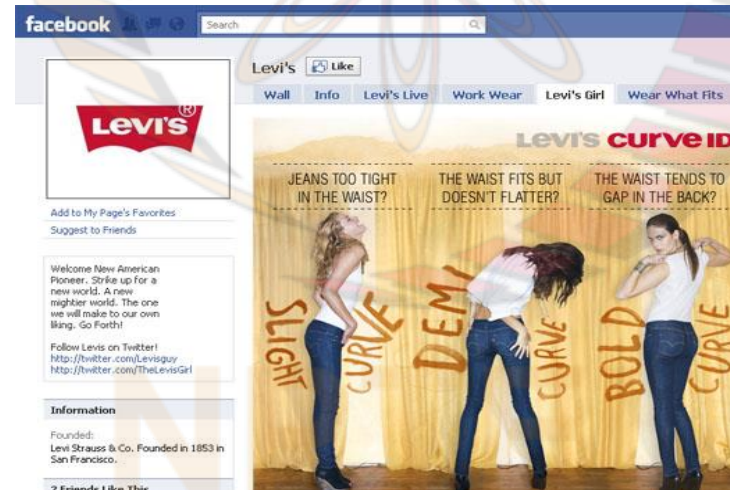 facebook
Search
Levi's
Like
Wall Info Levi's Live Work Wear Levi's Girl Wear What Fits
LEVI'S®
LEVI'S CURVE ID
JEANS TOO TIGHT
IN THE WAIST?
THE WAIST FITS BUT
DOESN'T FLATTER?
THE WAIST TENDS TO
GAP IN THE BACK?
SLIGHT
CURVE
DEMI
CURVE
BOLD
CURVE
Add to My Page's Favorites
Suggest to Friends
Welcome New American
Pioneer. Strike up for a
new world. A new
mightier world. The one
we will make to our own
liking. Go Forth!
Follow Levis on Twitter!
http://twitter.com/Levisguy
http://twitter.com/TheLevisGirl
Information
Founded:
Levi Strauss & Co. Founded in 1853 in
San Francisco.
Friends Like This